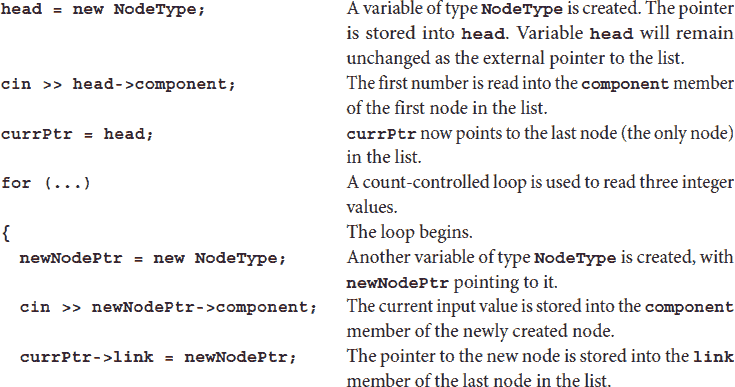 head = new NodeType; A variable of type NodeType is created. The pointer
is stored into head. Variable head will remain
unchanged as the external pointer to the list.
cin >> head->component; The first number is read into the component member
of the first node in the list.
currPtr = head; currPtr now points to the last node (the only node)
in the list.
for (...) A count-controlled loop is used to read three integer
values.
{ The loop begins.
newNodePtr = new NodeType; Another variable of type NodeType is created, with
newNodePtr pointing to it.
cin >> newNodePtr->component; The current input value is stored into the component
member of the newly created node.
currPtr->link = newNodePtr; The pointer to the new node is stored into the link
member of the last node in the list.